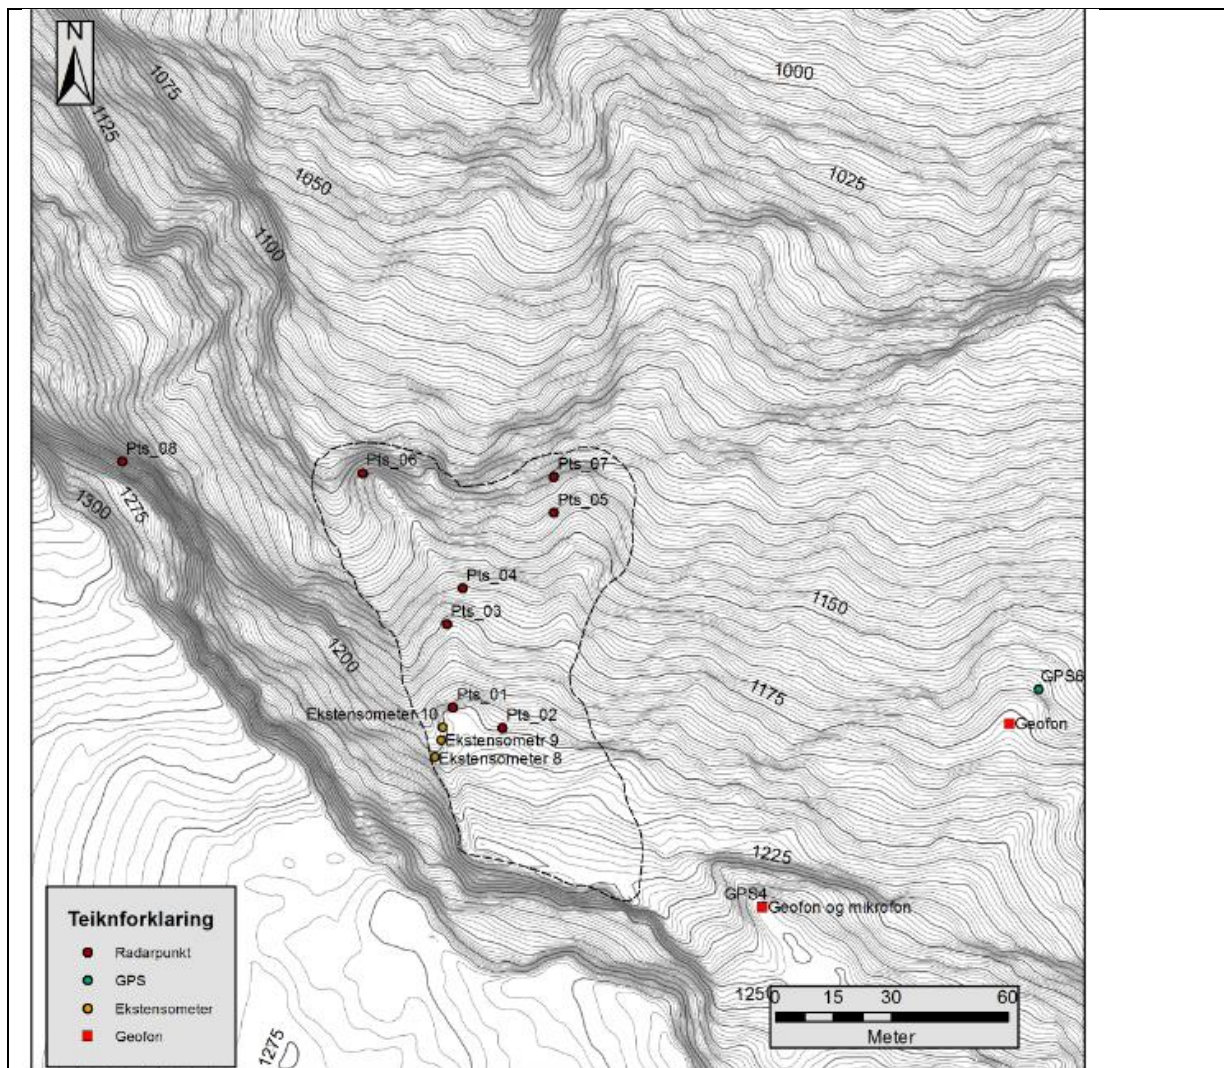 N
1000
1075
1125
1050
1025
1100
Pts_08
Pts_06
Pts_07
1300
1275
Pts_05
Pts_04
1150
Pts_03
1200
GPS6
1175
Pts_01
Ekstensometer 10
Pts_02
Geofon
Ekstensometr 9
Ekstensometer 8
1225
GPS4
Geofon og mikrofon
Teiknforklaring
Radarpunkt
GPS
Ekstensometer
Geofon
1250
0 15 30 60
Meter
1275